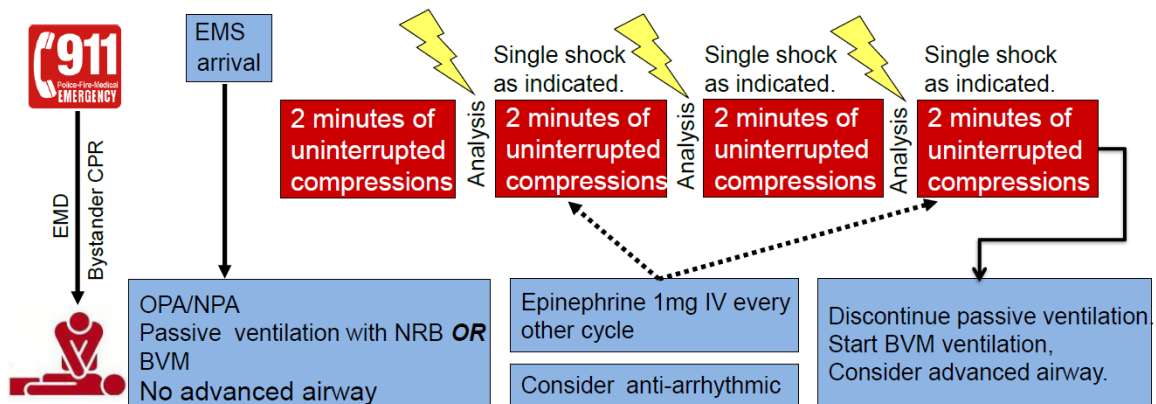 911
Police-Fire-Medical
EMERGENCY
EMD
Bystander CPR
EMS
arrival
OPA/NPA
Passive ventilation with NRB OR
BVM
No advanced airway
2 minutes of
uninterrupted
compressions
Analysis
Single shock
as indicated.
2 minutes of
uninterrupted
compressions
Analysis
Single shock
as indicated.
2 minutes of
uninterrupted
compressions
Analysis
Single shock
as indicated.
2 minutes of
uninterrupted
compressions
Epinephrine 1mg IV every
other cycle
Consider anti-arrhythmic
Discontinue passive ventilation.
Start BVM ventilation,
Consider advanced airway.